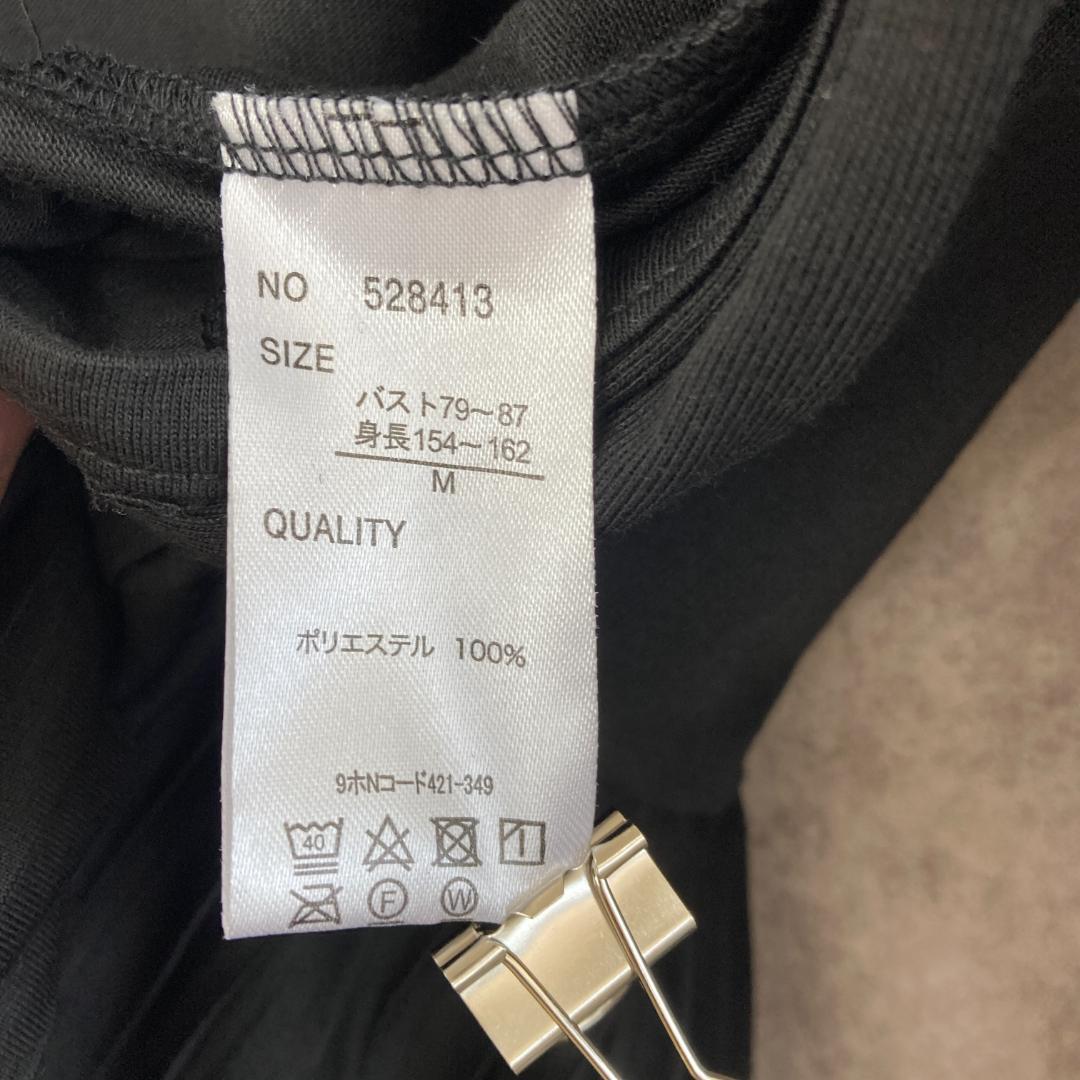 NO 528413
SIZE
バスト79〜87
身長154〜162
M
QUALITY
ポリエステル 100%
9ホNコード421-349
40
F W